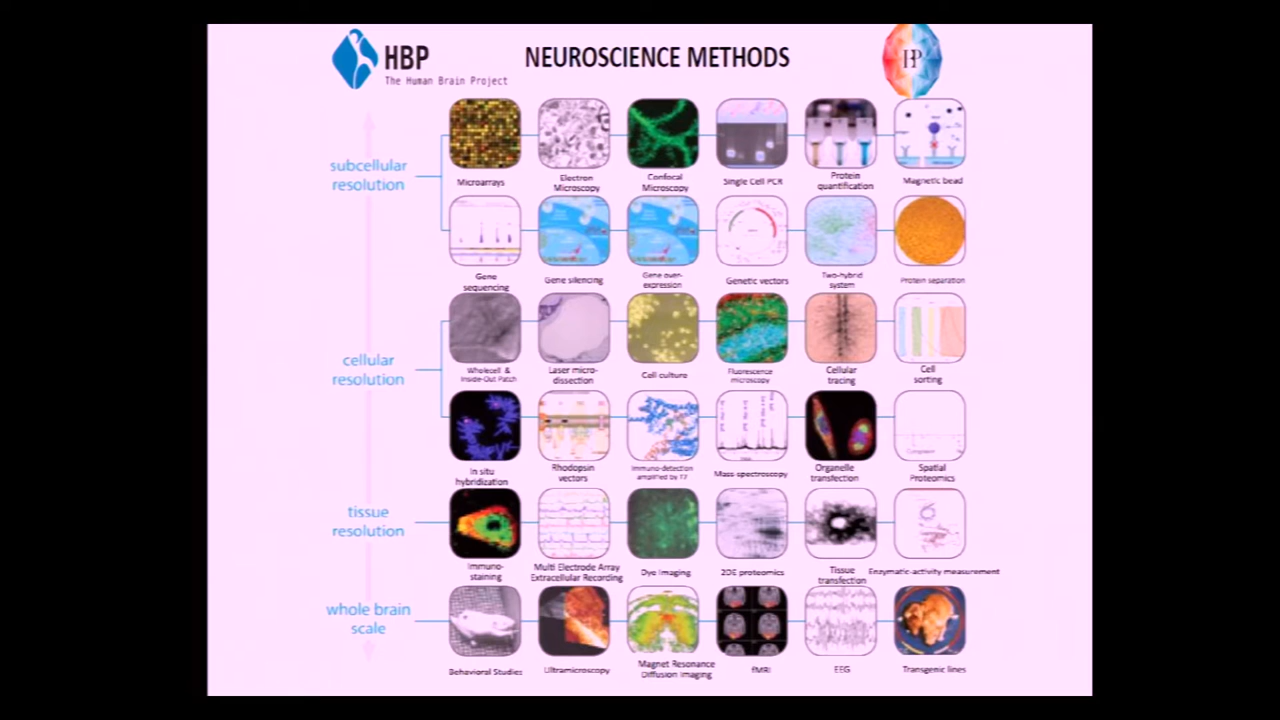 HBP
The Human Brain Project
NEUROSCIENCE METHODS
subcellular
resolution
Microarrays
Electron
Microscopy
Confocal
Microscopy
Single Cell PCR
Protein
quantification
Magnetic bead
Gene
sequencing
Gene silencing
Gene over-
expression
Genetic vectors
Two-hybrid
system
Protein separation
cellular
resolution
Wholecell &
Inside-Out Patch
Laser micro-
dissection
Cell culture
Fluorescence
microscopy
Cellular
tracing
Cell
sorting
In situ
hybridization
Rhodopsin
vectors
Immuno-detection
amplified by T7
Mass spectroscopy
Organelle
transfection
Spatial
Proteomics
tissue
resolution
Immuno-
staining
Multi Electrode Array
Extracellular Recording
Dye Imaging
2DE proteomics
Tissue
transfection
Enzymatic-activity measurement
whole brain
scale
Behavioral Studies
Ultramicroscopy
Magnet Resonance
Diffusion Imaging
fMRI
EEG
Transgenic lines